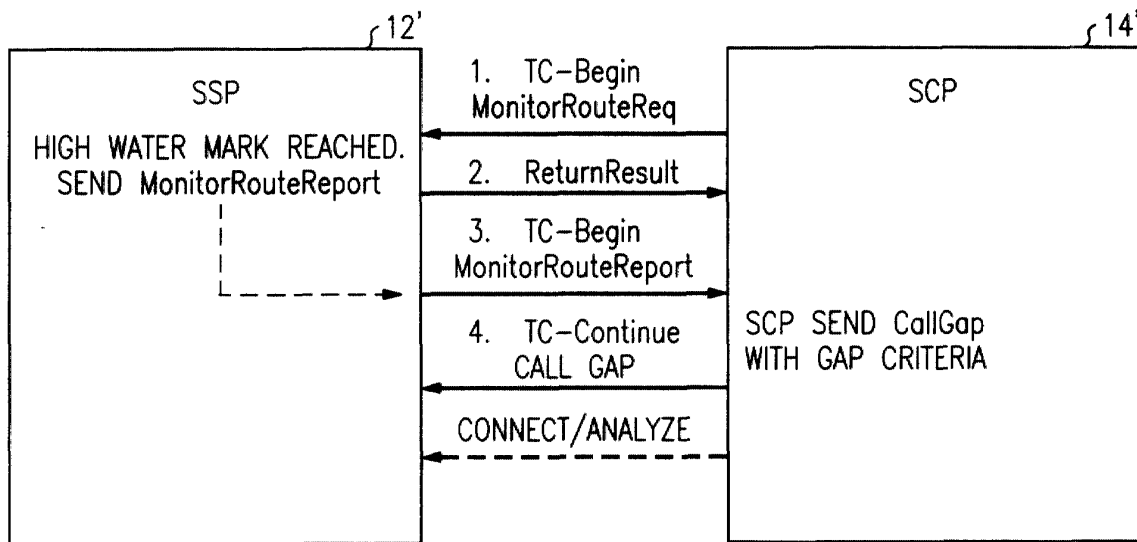 12'
14'
SSP
HIGH WATER MARK REACHED.
SEND MonitorRouteReport
1. TC-Begin
MonitorRouteReq
2. ReturnResult
3. TC-Begin
MonitorRouteReport
4. TC-Continue
CALL GAP
CONNECT/ANALYZE
SCP
SCP SEND CallGap
WITH GAP CRITERIA